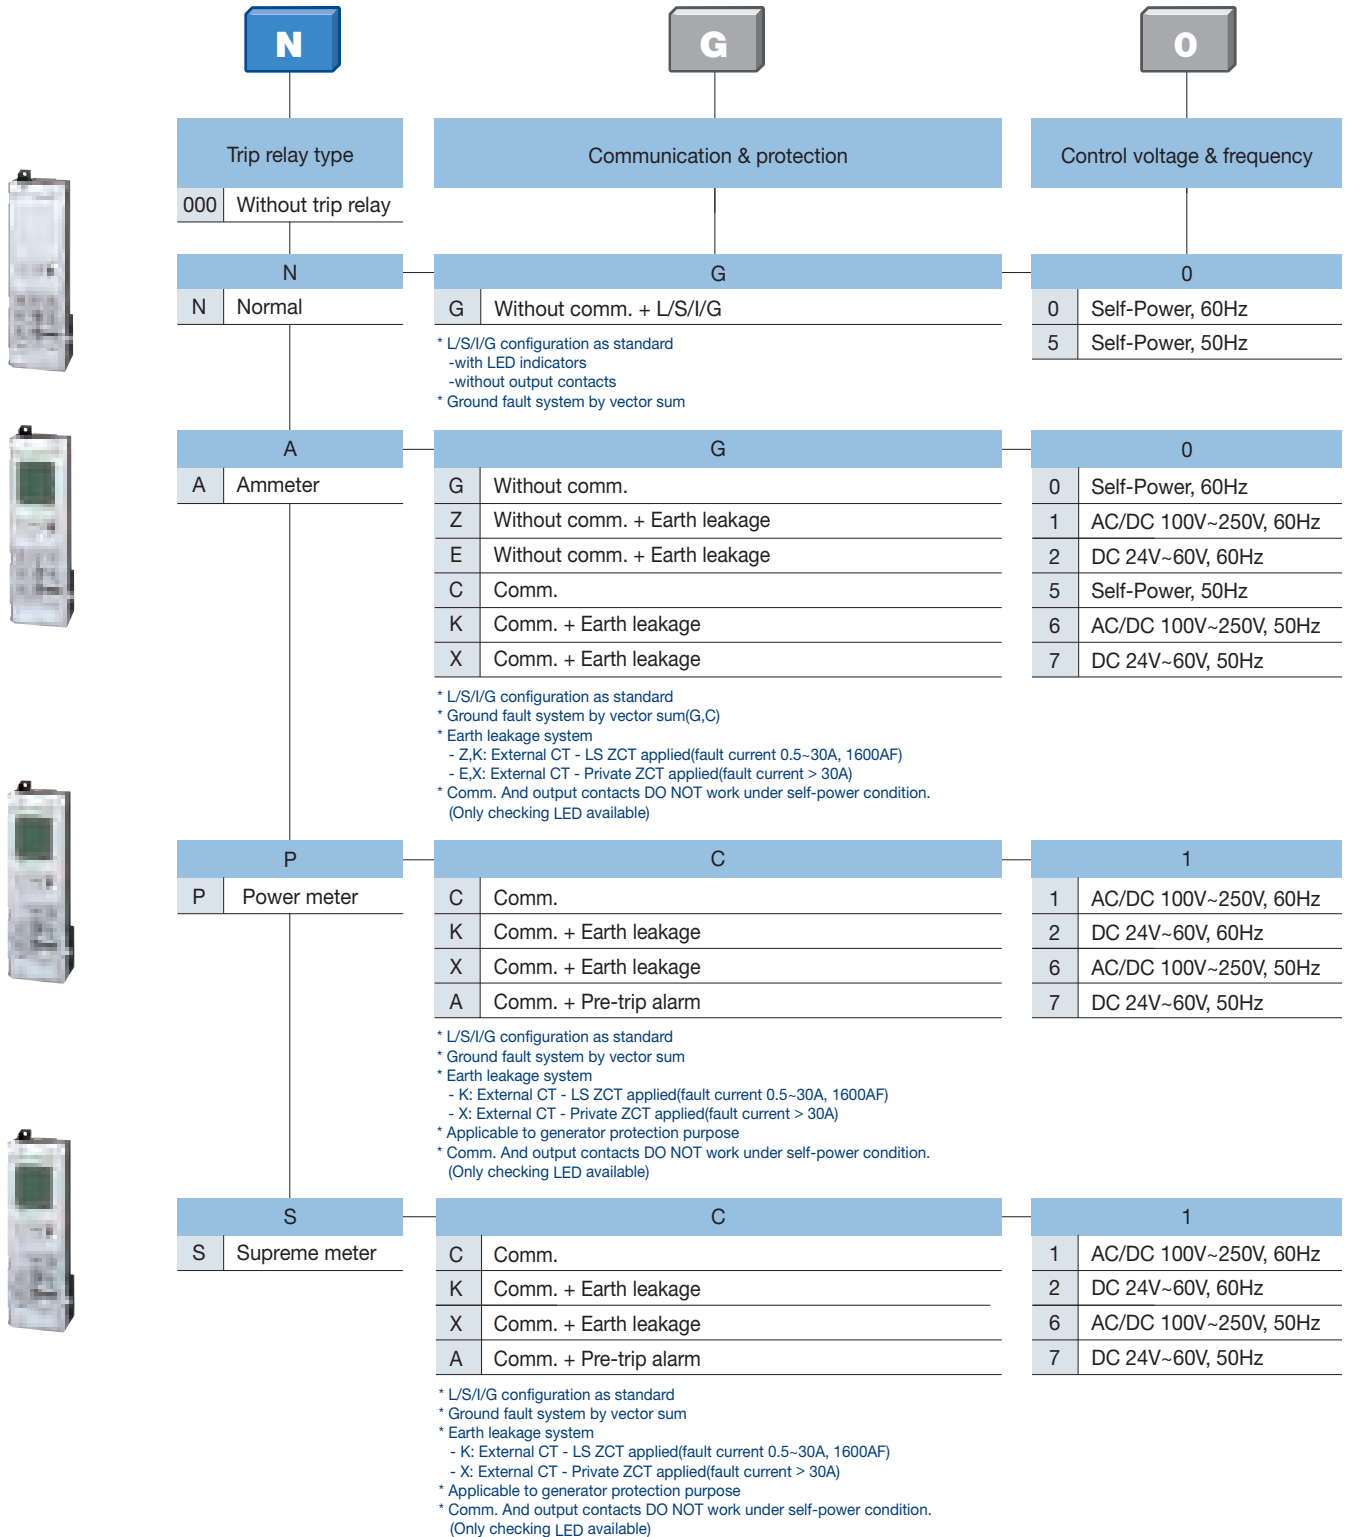 N G 0
Trip relay type Communication & protection Control voltage & frequency
000 Without trip relay
N G 0
N Normal G Without comm. + L/S/I/G 0 Self-Power, 60Hz
5 Self-Power, 50Hz
* L/S/I/G configuration as standard
-with LED indicators
-without output contacts
* Ground fault system by vector sum
A G 0
A Ammeter G Without comm. 0 Self-Power, 60Hz
Z Without comm. + Earth leakage 1 AC/DC 100V~250V, 60Hz
E Without comm. + Earth leakage 2 DC 24V~60V, 60Hz
C Comm. 5 Self-Power, 50Hz
K Comm. + Earth leakage 6 AC/DC 100V~250V, 50Hz
X Comm. + Earth leakage 7 DC 24V~60V, 50Hz
* L/S/I/G configuration as standard
* Ground fault system by vector sum(G,C)
* Earth leakage system
- Z,K: External CT - LS ZCT applied(fault current 0.5~30A, 1600AF)
- E,X: External CT - Private ZCT applied(fault current > 30A)
* Comm. And output contacts DO NOT work under self-power condition.
(Only checking LED available)
P C 1
P Power meter C Comm. 1 AC/DC 100V~250V, 60Hz
K Comm. + Earth leakage 2 DC 24V~60V, 60Hz
X Comm. + Earth leakage 6 AC/DC 100V~250V, 50Hz
A Comm. + Pre-trip alarm 7 DC 24V~60V, 50Hz
* L/S/I/G configuration as standard
* Ground fault system by vector sum
* Earth leakage system
- K: External CT - LS ZCT applied(fault current 0.5~30A, 1600AF)
- X: External CT - Private ZCT applied(fault current > 30A)
* Applicable to generator protection purpose
* Comm. And output contacts DO NOT work under self-power condition.
(Only checking LED available)
S C 1
S Supreme meter C Comm. 1 AC/DC 100V~250V, 60Hz
K Comm. + Earth leakage 2 DC 24V~60V, 60Hz
X Comm. + Earth leakage 6 AC/DC 100V~250V, 50Hz
A Comm. + Pre-trip alarm 7 DC 24V~60V, 50Hz
* L/S/I/G configuration as standard
* Ground fault system by vector sum
* Earth leakage system
- K: External CT - LS ZCT applied(fault current 0.5~30A, 1600AF)
- X: External CT - Private ZCT applied(fault current > 30A)
* Applicable to generator protection purpose
* Comm. And output contacts DO NOT work under self-power condition.
(Only checking LED available)